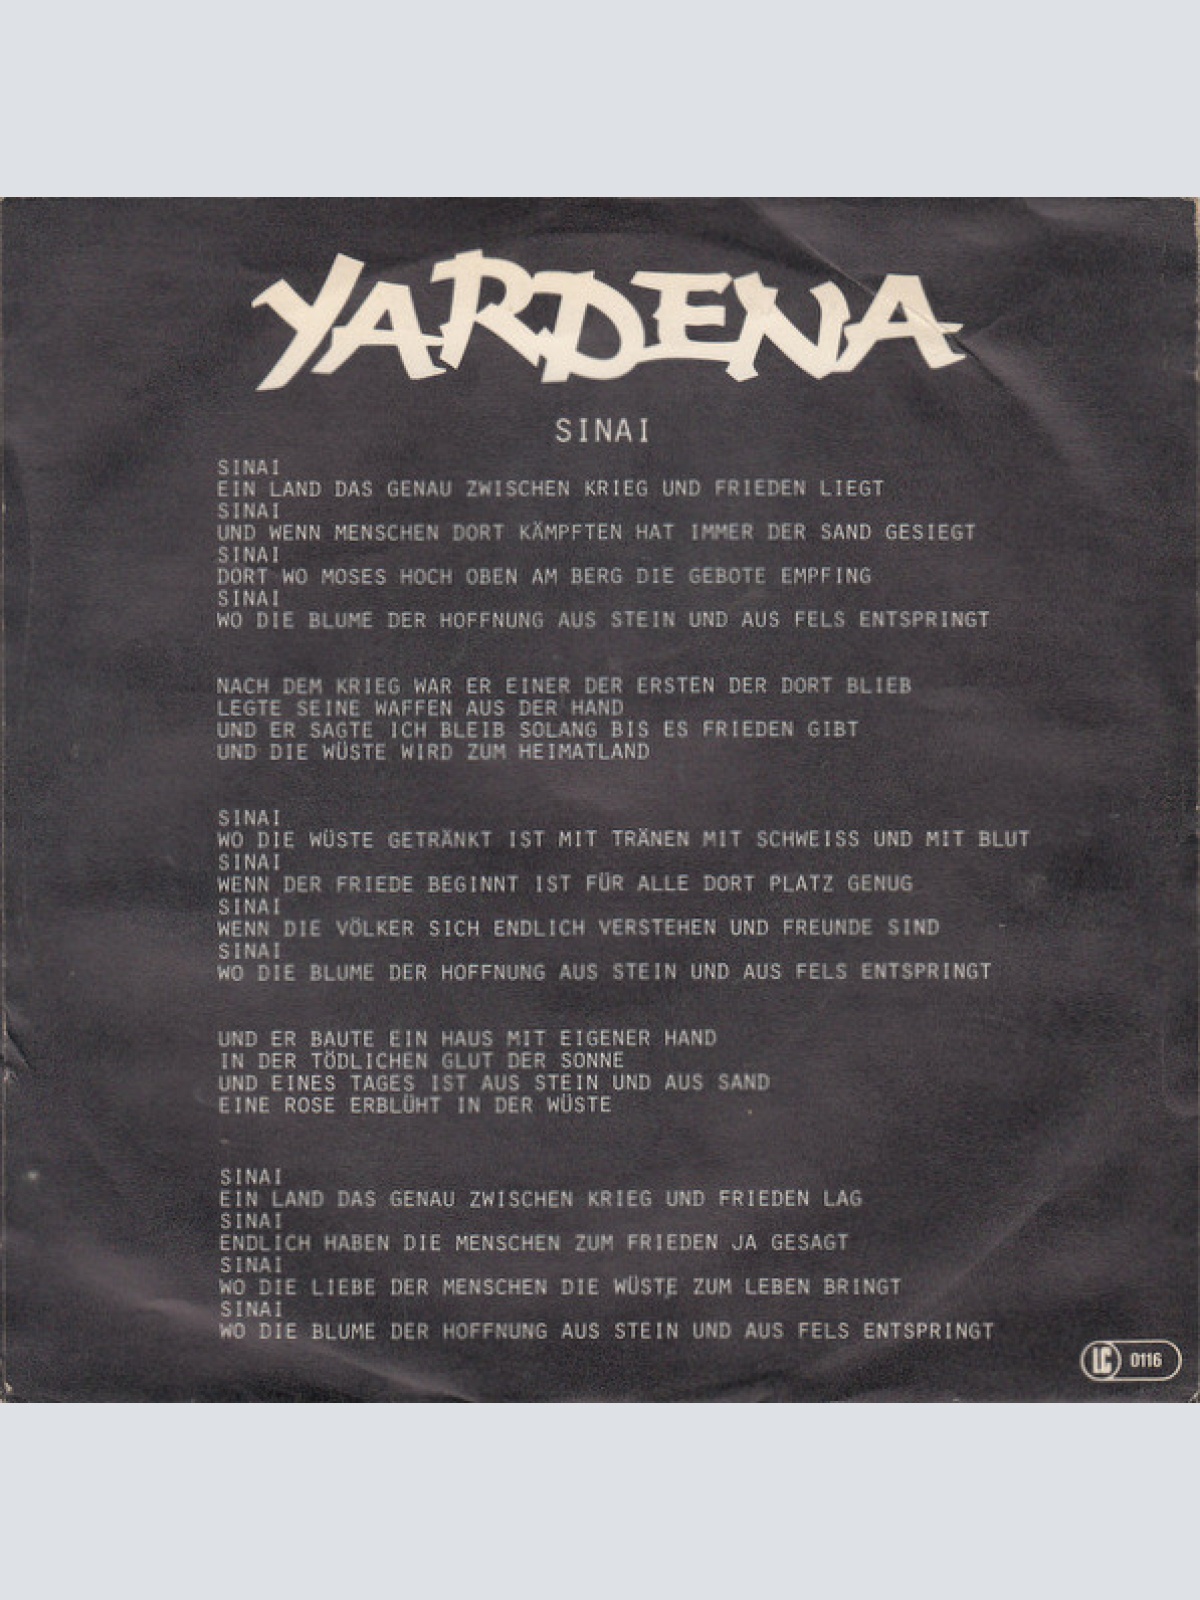 YARDENA
SINAI
SINAI
EIN LAND DAS GENAU ZWISCHEN KRIEG UND FRIEDEN LIEGT
SINAI
UND WENN MENSCHEN DORT KÄMPFTEN HAT IMMER DER SAND GESIEGT
SINAI
DORT WO MOSES HOCH OBEN AM BERG DIE GEBOTE EMPFING
SINAI
WO DIE BLUME DER HOFFNUNG AUS STEIN UND AUS FELS ENTSPRINGT
NACH DEM KRIEG WAR ER EINER DER ERSTEN DER DORT BLIEB
LEGTE SEINE WAFFEN AUS DER HAND
UND ER SAGTE ICH BLEIB SOLANG BIS ES FRIEDEN GIBT
UND DIE WÜSTE WIRD ZUM HEIMATLAND
SINAI
WO DIE WÜSTE GETRÄNKT IST MIT TRÄNEN MIT SCHWEISS UND MIT BLUT
SINAI
WENN DER FRIEDE BEGINNT IST FÜR ALLE DORT PLATZ GENUG
SINAI
WENN DIE VÖLKER SICH ENDLICH VERSTEHEN UND FREUNDE SIND
SINAI
WO DIE BLUME DER HOFFNUNG AUS STEIN UND AUS FELS ENTSPRINGT
UND ER BAUTE EIN HAUS MIT EIGENER HAND
IN DER TÖDLICHEN GLUT DER SONNE
UND EINES TAGES IST AUS STEIN UND AUS SAND
EINE ROSE ERBLÜHT IN DER WÜSTE
SINAI
EIN LAND DAS GENAU ZWISCHEN KRIEG UND FRIEDEN LAG
SINAI
ENDLICH HABEN DIE MENSCHEN ZUM FRIEDEN JA GESAGT
SINAI
WO DIE LIEBE DER MENSCHEN DIE WÜSTE ZUM LEBEN BRINGT
SINAI
WO DIE BLUME DER HOFFNUNG AUS STEIN UND AUS FELS ENTSPRINGT
LC 0116